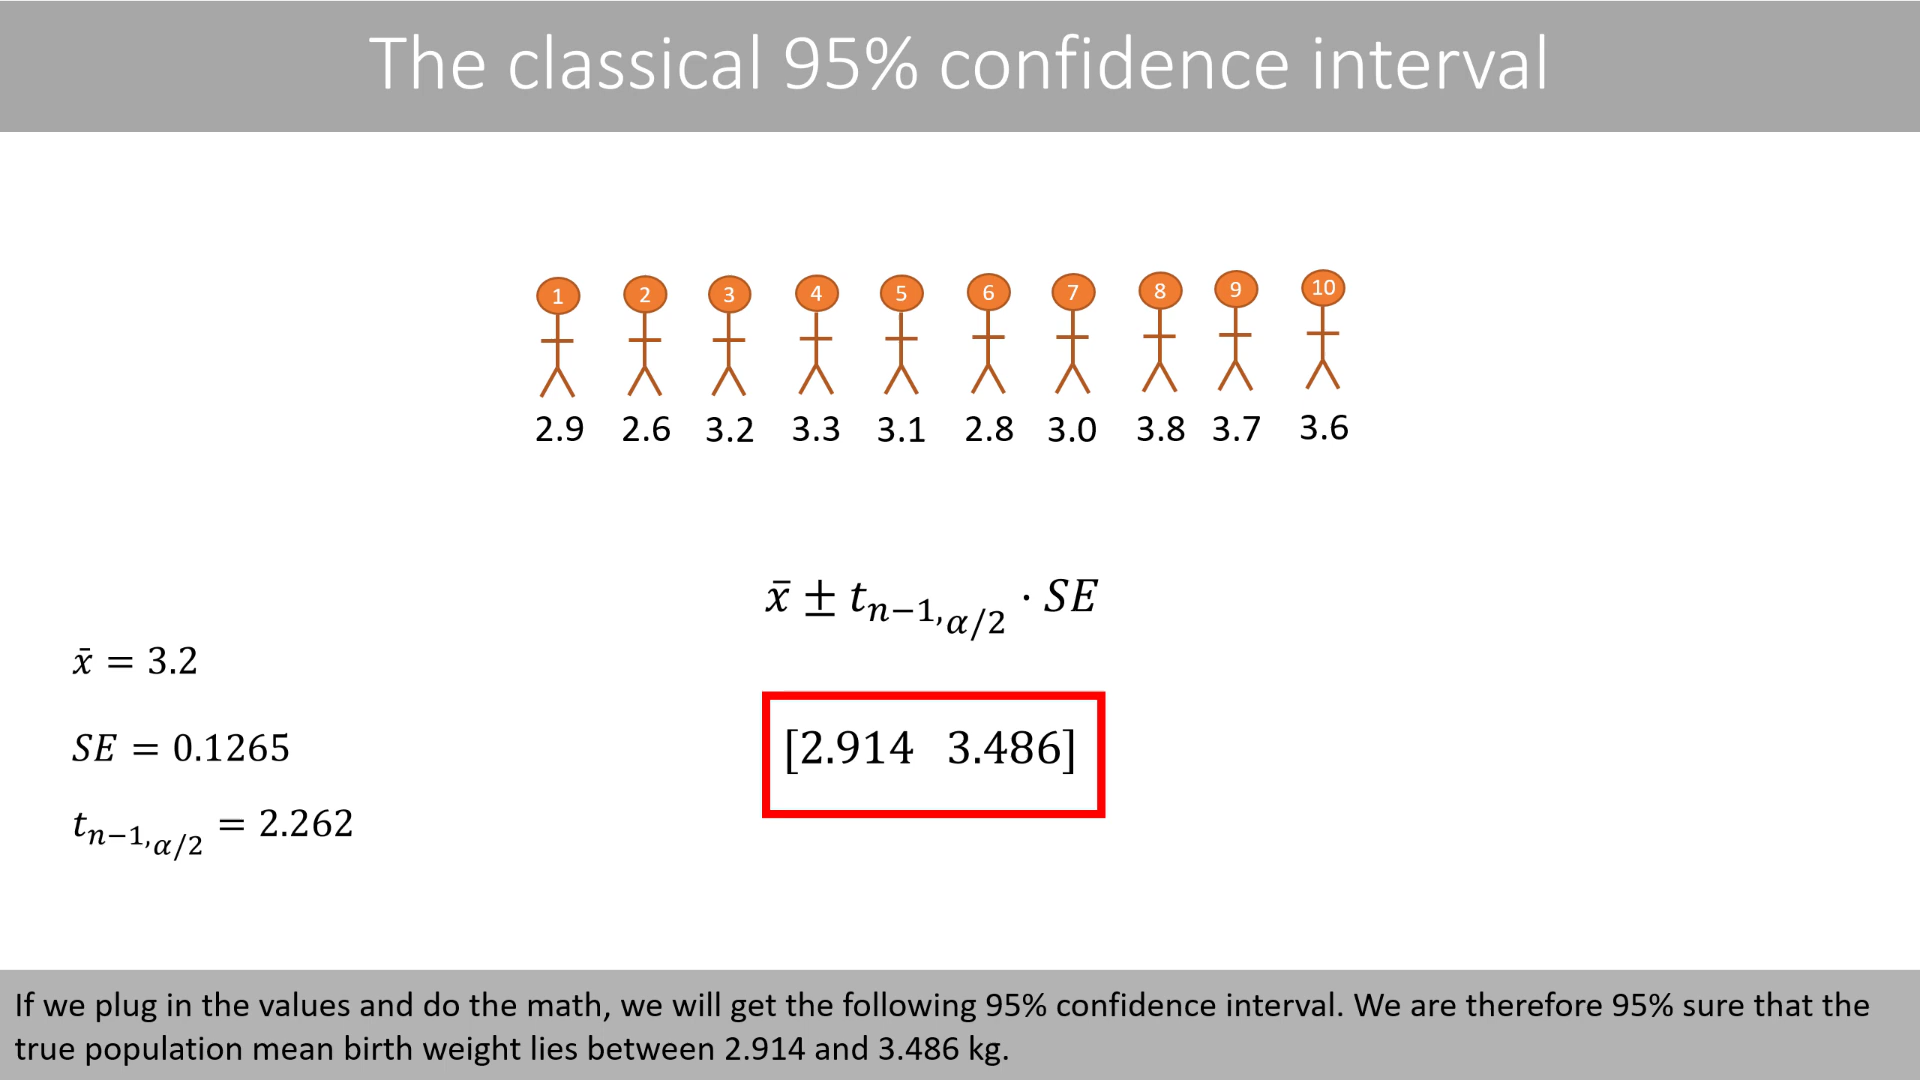 The classical 95% confidence interval
1 2 3 4 5 6 7 8 9 10
2.9 2.6 3.2 3.3 3.1 2.8 3.0 3.8 3.7 3.6
x̄ ± tₙ₋₁,α/2 · SE
x̄ = 3.2
[2.914 3.486]
SE = 0.1265
tₙ₋₁,α/2 = 2.262
If we plug in the values and do the math, we will get the following 95% confidence interval. We are therefore 95% sure that the
true population mean birth weight lies between 2.914 and 3.486 kg.